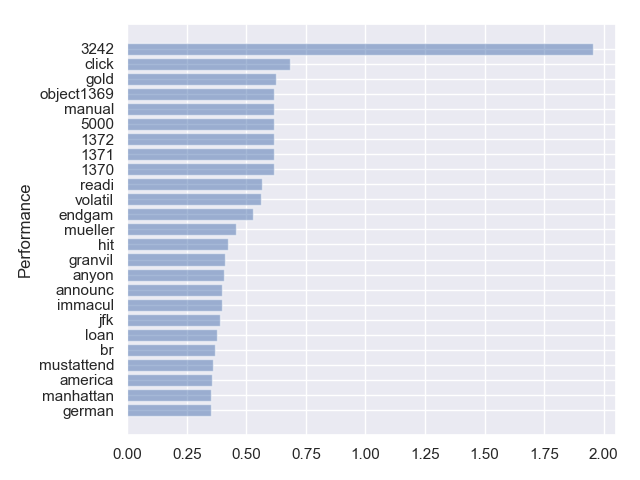 3242
click
gold
object1369
manual
5000
1372
1371
1370
readi
volatil
endgam
mueller
hit
granvil
anyon
announc
immacul
jfk
loan
br
mustattend
america
manhattan
german
Performance
0.00 0.25 0.50 0.75 1.00 1.25 1.50 1.75 2.00